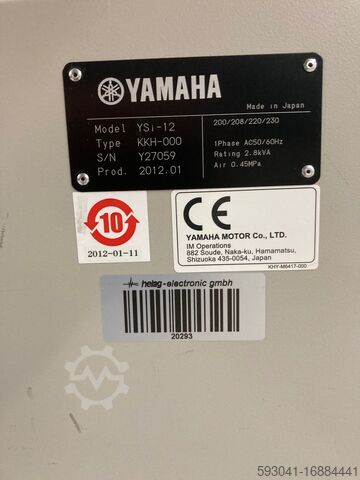 YAMAHA
Made in Japan
Model YSi-12
Type KKH-000
S/N Y27059
Prod. 2012.01
200/208/220/230
1Phase AC50/60Hz
Rating 2.8kVA
Air 0.45MPa
10
2012-01-11
CE
YAMAHA MOTOR Co., LTD.
IM Operations
882 Soude, Naka-ku, Hamamatsu,
Shizuoka 435-0054, Japan
KHY-M6417-000
helag-electronic gmbh
20293
593041-16884441